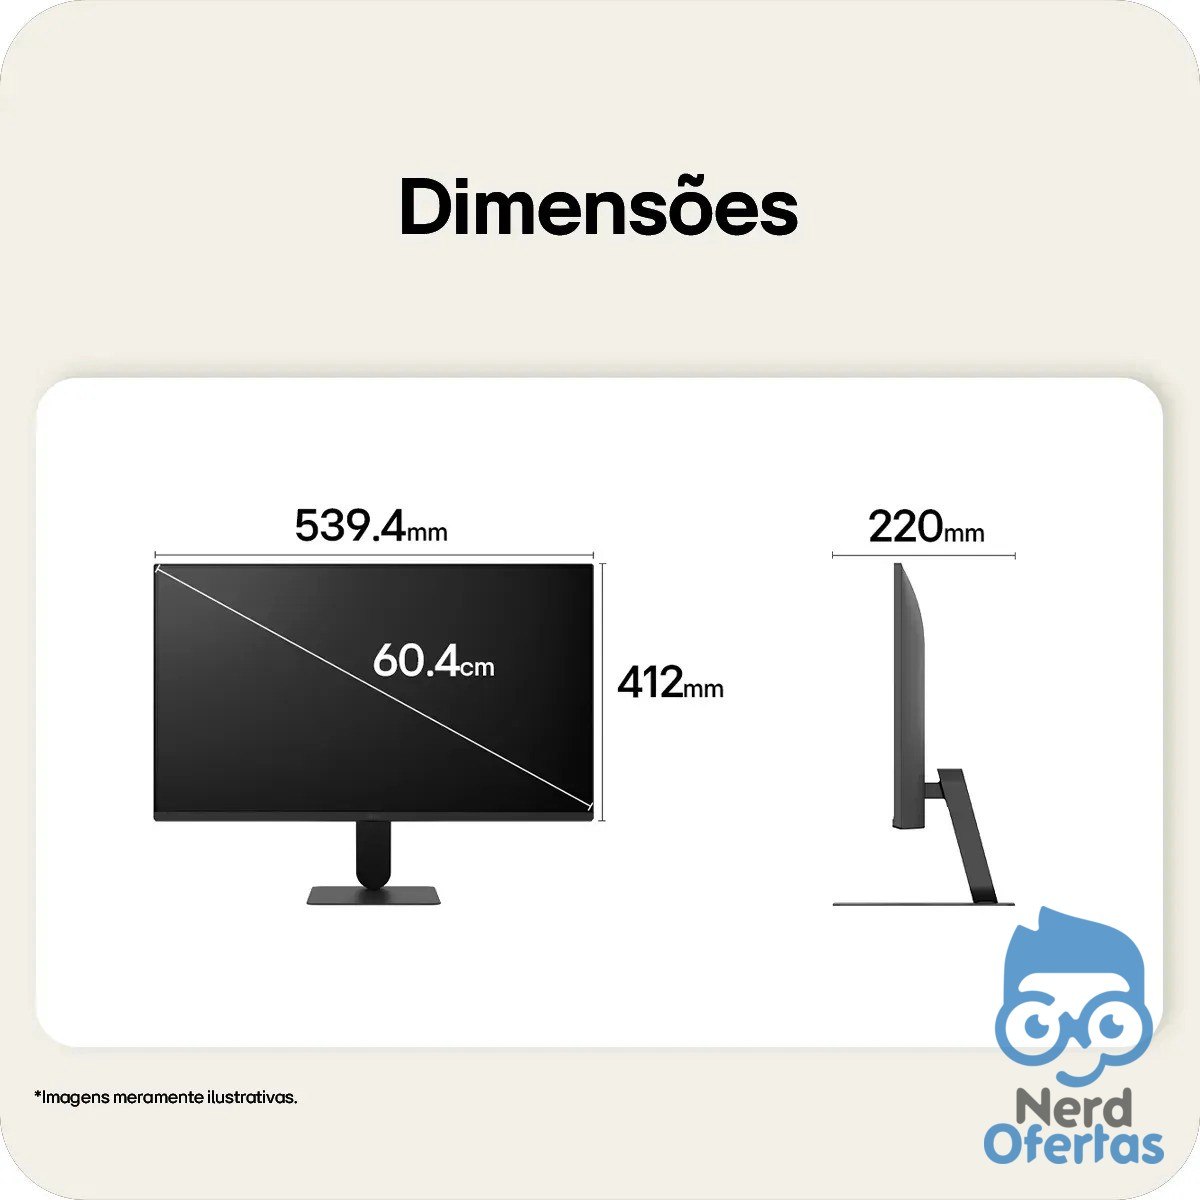 Dimensões
539.4mm
220mm
60.4cm
412mm
*Imagens meramente ilustrativas.
Nerd
Ofertas